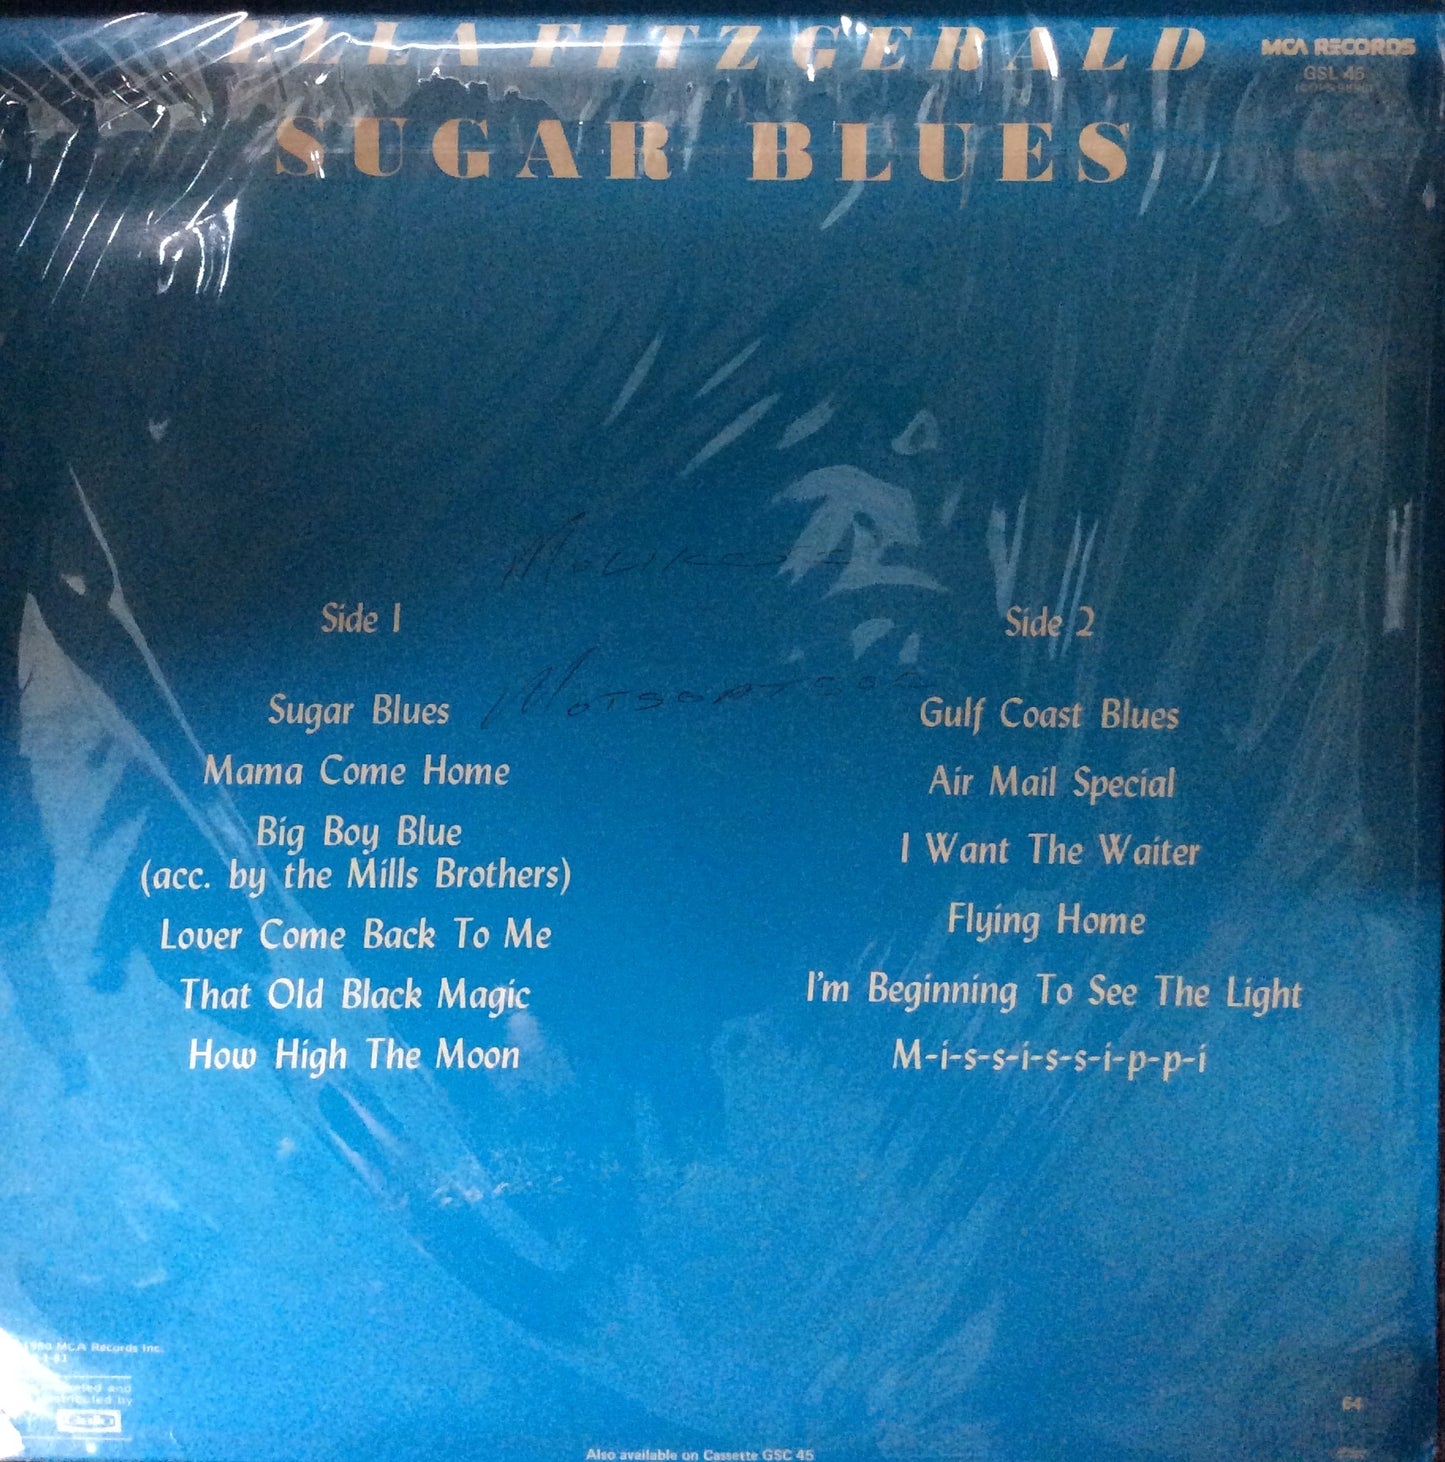 ELLA FITZGERALD
MCA RECORDS
GSL 45
SUGAR BLUES
Side 1
Sugar Blues
Mama Come Home
Big Boy Blue
(acc. by the Mills Brothers)
Lover Come Back To Me
That Old Black Magic
How High The Moon
Side 2
Gulf Coast Blues
Air Mail Special
I Want The Waiter
Flying Home
I'm Beginning To See The Light
M-i-s-s-i-s-s-i-p-p-i
MCA Records Inc.
and
by
64
Also available on Cassette GSC 45